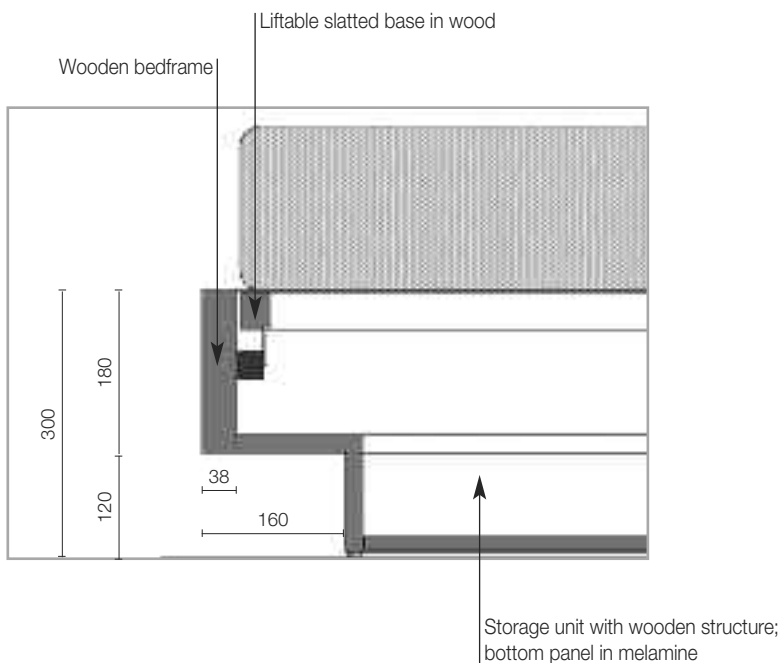 Liftable slatted base in wood
Wooden bedframe
300
180
120
38
160
Storage unit with wooden structure;
bottom panel in melamine